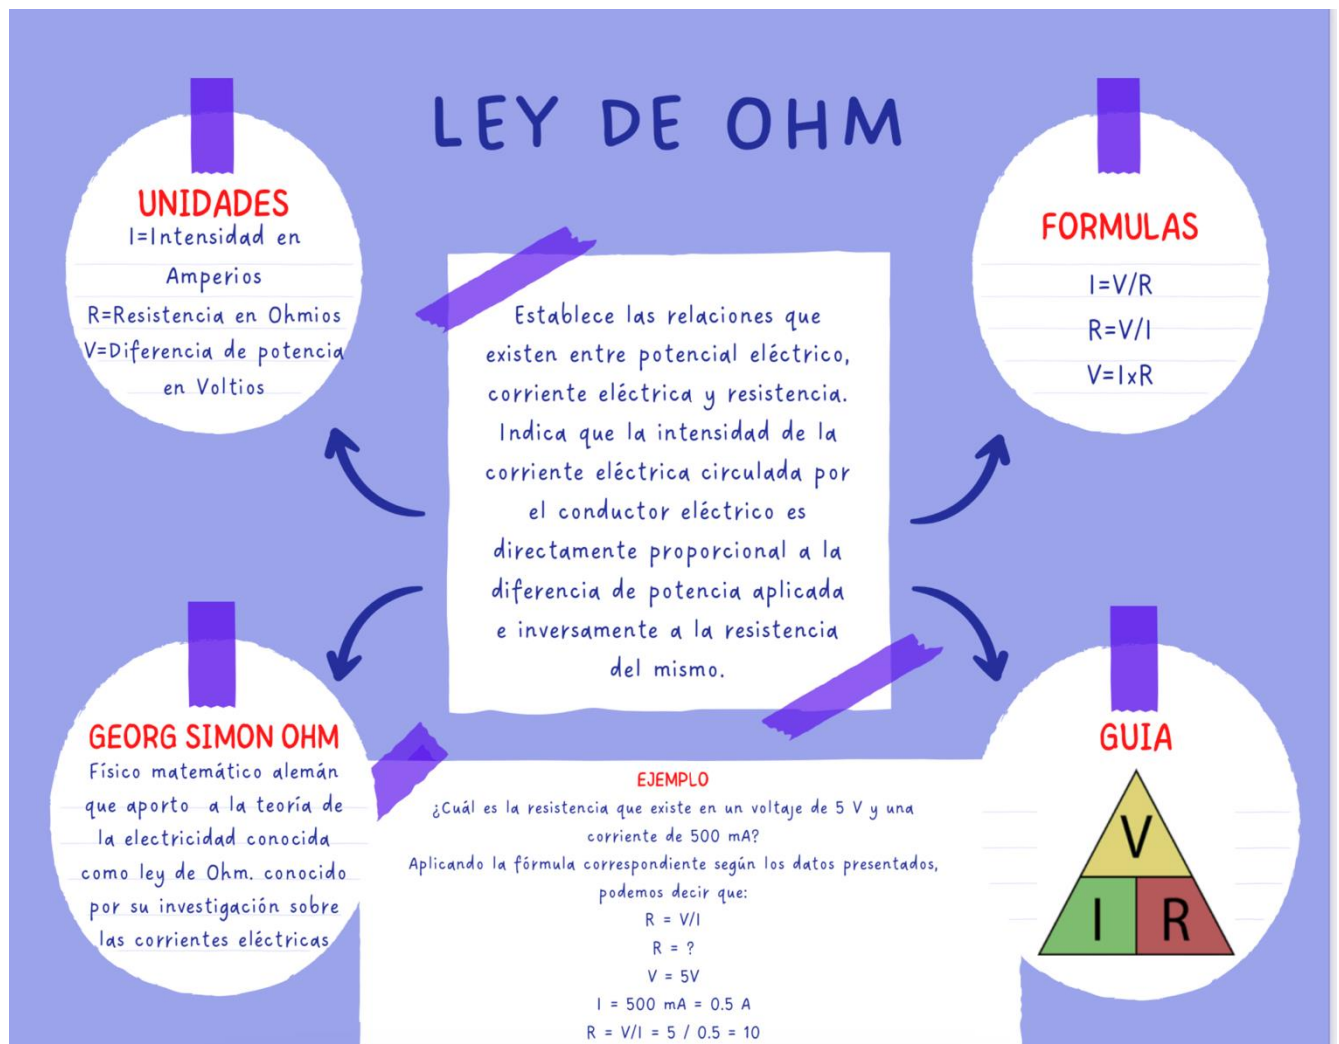 LEY DE OHM
UNIDADES
I=Intensidad en
Amperios
R=Resistencia en Ohmios
V=Diferencia de potencia
en Voltios
FORMULAS
I=V/R
R=V/I
V=IxR
Establece las relaciones que
existen entre potencial eléctrico,
corriente eléctrica y resistencia.
Indica que la intensidad de la
corriente eléctrica circulada por
el conductor eléctrico es
directamente proporcional a la
diferencia de potencia aplicada
e inversamente a la resistencia
del mismo.
GEORG SIMON OHM
Físico matemático alemán
que aporto a la teoría de
la electricidad conocida
como ley de Ohm. conocido
por su investigación sobre
las corrientes eléctricas
EJEMPLO
¿Cuál es la resistencia que existe en un voltaje de 5 V y una
corriente de 500 mA?
Aplicando la fórmula correspondiente según los datos presentados,
podemos decir que:
R = V/I
R = ?
V = 5V
I = 500 mA = 0.5 A
R = V/I = 5 / 0.5 = 10
GUIA
V
I R